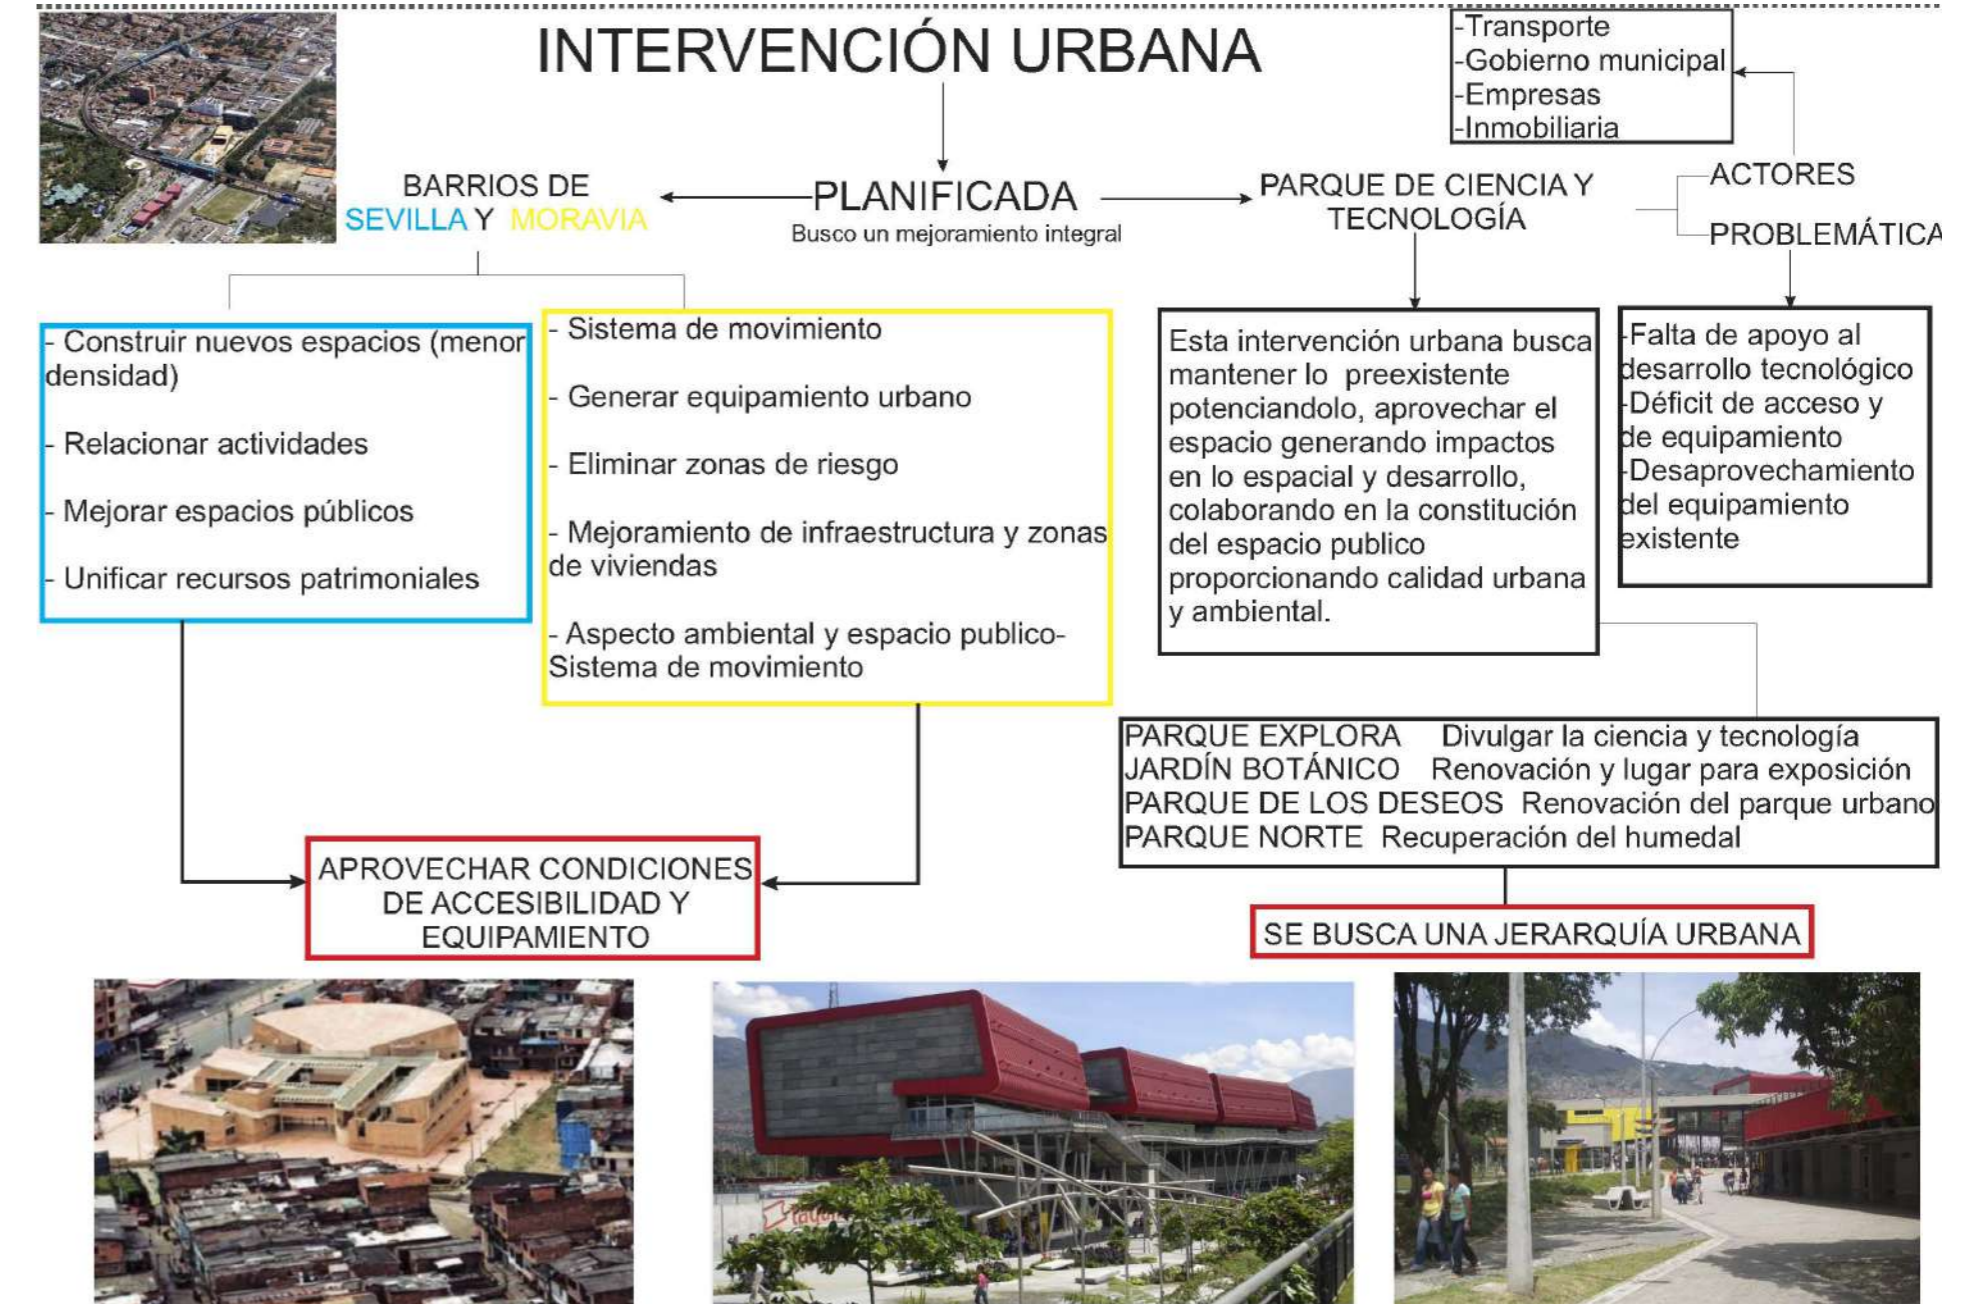 INTERVENCIÓN URBANA
-Transporte
-Gobierno municipal
-Empresas
-Inmobiliaria
BARRIOS DE
SEVILLA Y MORAVIA
PLANIFICADA
Busco un mejoramiento integral
PARQUE DE CIENCIA Y
TECNOLOGÍA
ACTORES
PROBLEMÁTICA
- Construir nuevos espacios (menor
densidad)
- Relacionar actividades
- Mejorar espacios públicos
- Unificar recursos patrimoniales
- Sistema de movimiento
- Generar equipamiento urbano
- Eliminar zonas de riesgo
- Mejoramiento de infraestructura y zonas
de viviendas
- Aspecto ambiental y espacio publico-
Sistema de movimiento
Esta intervención urbana busca
mantener lo preexistente
potenciandolo, aprovechar el
espacio generando impactos
en lo espacial y desarrollo,
colaborando en la constitución
del espacio publico
proporcionando calidad urbana
y ambiental.
-Falta de apoyo al
desarrollo tecnológico
-Déficit de acceso y
de equipamiento
-Desaprovechamiento
del equipamiento
existente
PARQUE EXPLORA Divulgar la ciencia y tecnología
JARDÍN BOTÁNICO Renovación y lugar para exposición
PARQUE DE LOS DESEOS Renovación del parque urbano
PARQUE NORTE Recuperación del humedal
APROVECHAR CONDICIONES
DE ACCESIBILIDAD Y
EQUIPAMIENTO
SE BUSCA UNA JERARQUÍA URBANA